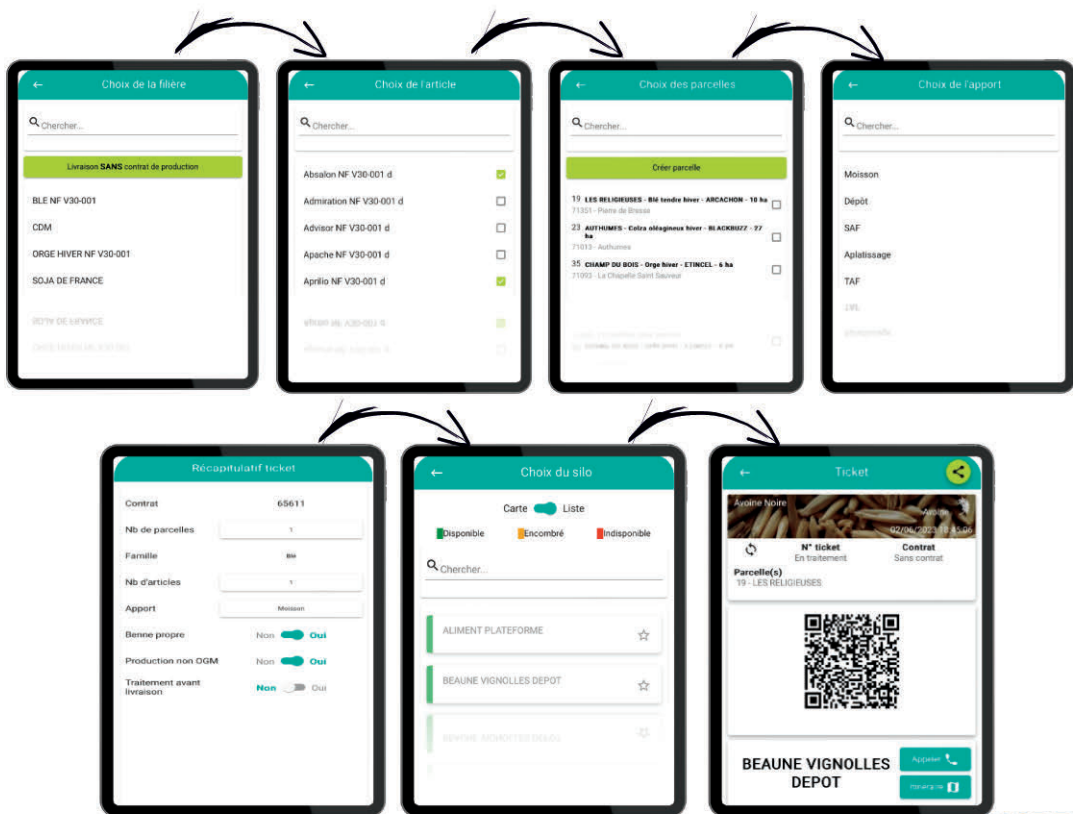 Choix de la filière
Chercher...
Livraison SANS contrat de production
BLE NF V30-001
CDM
ORGE HIVER NF V30-001
SOJA DE FRANCE
Choix de l'article
Chercher...
Absalon NF V30-001 d
Admiration NF V30-001 d
Advisor NF V30-001 d
Apache NF V30-001 d
Aprilio NF V30-001 d
Choix des parcelles
Chercher...
Créer parcelle
19 LES RELIGIEUSES - Blé tendre hiver - ARCACHON - 10 ha
71351 - Pierre de Bresse
23 AUTHUMES - Colza oléagineux hiver - BLACKBUZZ - 27
ha
71013 - Authumes
35 CHAMP DU BOIS - Orge hiver - ETINCEL - 6 ha
71093 - La Chapelle Saint Sauveur
Choix de l'apport
Chercher...
Moisson
Dépôt
SAF
Aplatissage
TAF
Récapitulatif ticket
Contrat 65611
Nb de parcelles 1
Famille Blé
Nb d'articles 1
Apport Moisson
Benne propre Non Oui
Production non OGM Non Oui
Traitement avant
livraison Non Oui
Choix du silo
Carte Liste
Disponible Encombré Indisponible
Chercher...
ALIMENT PLATEFORME
BEAUNE VIGNOLLES DEPOT
Ticket
Avoine Noire
Avoine
02/06/2023 10:45:06
N° ticket Contrat
En traitement Sans contrat
Parcelle(s)
19 - LES RELIGIEUSES
BEAUNE VIGNOLLES
DEPOT
Appeler
Itinéraire